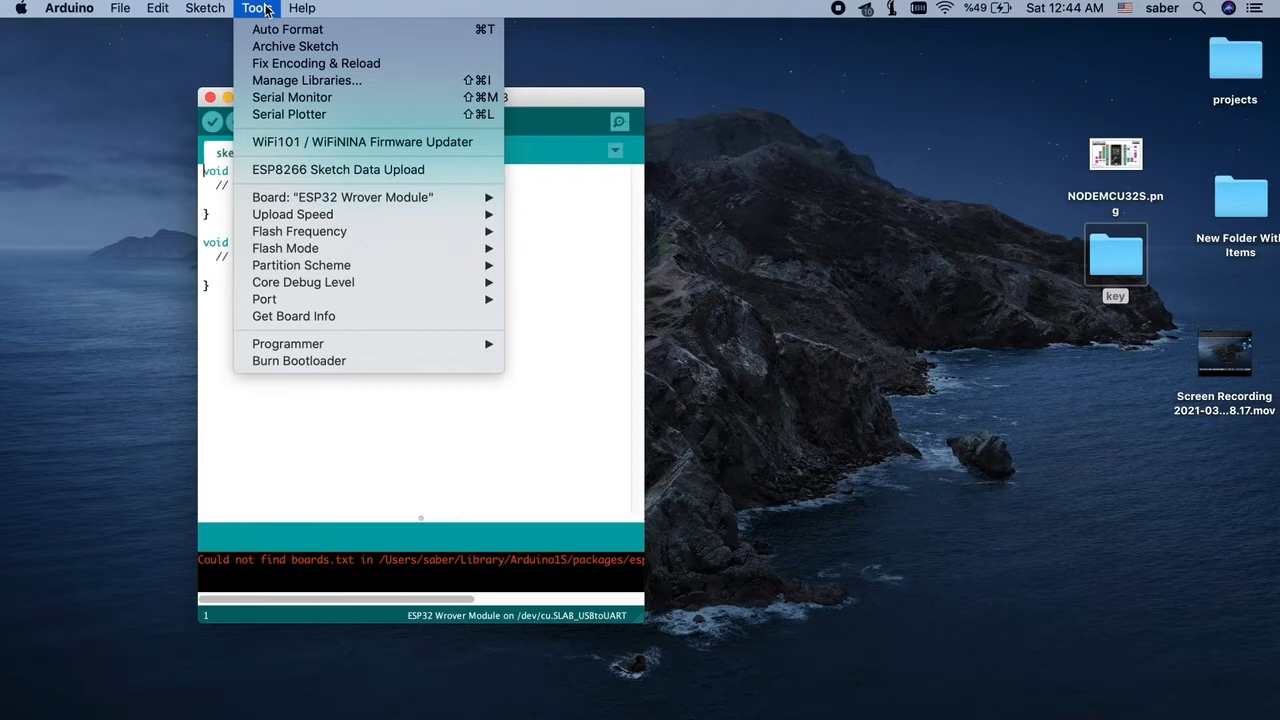 Arduino File Edit Sketch Tools Help %49 Sat 12:44 AM saber
Auto Format ⌘T
Archive Sketch
Fix Encoding & Reload
Manage Libraries... ⇧⌘I
Serial Monitor ⇧⌘M
Serial Plotter ⇧⌘L
WiFi101 / WiFiNINA Firmware Updater
ESP8266 Sketch Data Upload
Board: "ESP32 Wrover Module"
Upload Speed
Flash Frequency
Flash Mode
Partition Scheme
Core Debug Level
Port
Get Board Info
Programmer
Burn Bootloader
3
ske
void
//
}
void
//
}
Could not find boards.txt in /Users/saber/Library/Arduino15/packages/esp
1 ESP32 Wrover Module on /dev/cu.SLAB_USBtoUART
projects
NODEMCU32S.pn
g
New Folder With
Items
key
Screen Recording
2021-03...8.17.mov